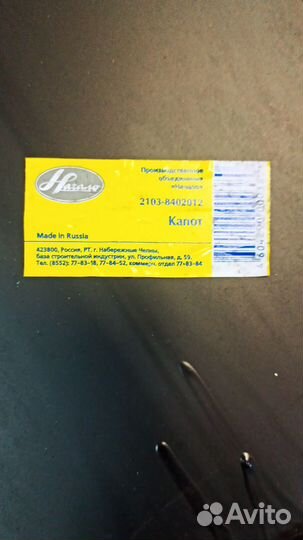 Начало
Производственное
объединение
«Начало»
2103-8402012
Капот
Made in Russia
423800, Россия, РТ, г. Набережные Челны,
база строительной индустрии, ул. Профильная, д. 59.
Тел. (8552) 77-83-18, 77-84-52, коммерч. отдел 77-83-84
Avito